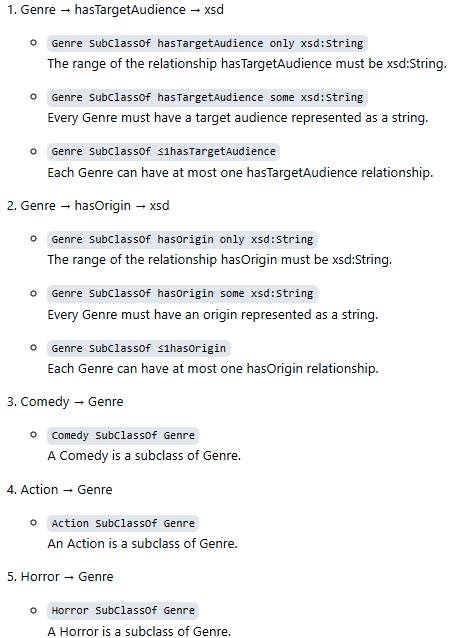 1. Genre → hasTargetAudience → xsd
Genre SubClassOf hasTargetAudience only xsd:String
The range of the relationship hasTargetAudience must be xsd:String.
Genre SubClassOf hasTargetAudience some xsd:String
Every Genre must have a target audience represented as a string.
Genre SubClassOf ≤1hasTargetAudience
Each Genre can have at most one hasTargetAudience relationship.
2. Genre → hasOrigin → xsd
Genre SubClassOf hasOrigin only xsd:String
The range of the relationship hasOrigin must be xsd:String.
Genre SubClassOf hasOrigin some xsd:String
Every Genre must have an origin represented as a string.
Genre SubClassOf ≤1hasOrigin
Each Genre can have at most one hasOrigin relationship.
3. Comedy → Genre
Comedy SubClassOf Genre
A Comedy is a subclass of Genre.
4. Action → Genre
Action SubClassOf Genre
An Action is a subclass of Genre.
5. Horror → Genre
Horror SubClassOf Genre
A Horror is a subclass of Genre.